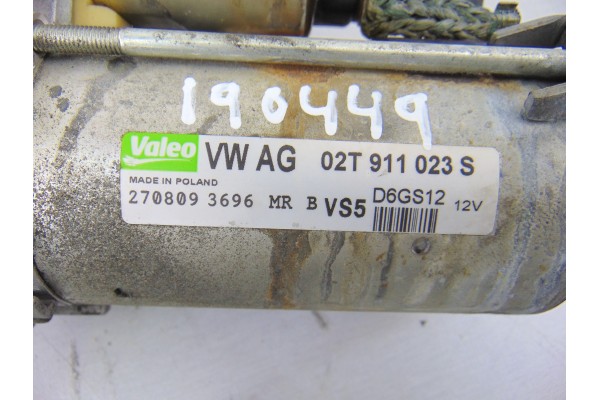 190449
Valeo VW AG 02T 911 023 S
MADE IN POLAND
270809 3696 MR B VS5 D6GS12 12V